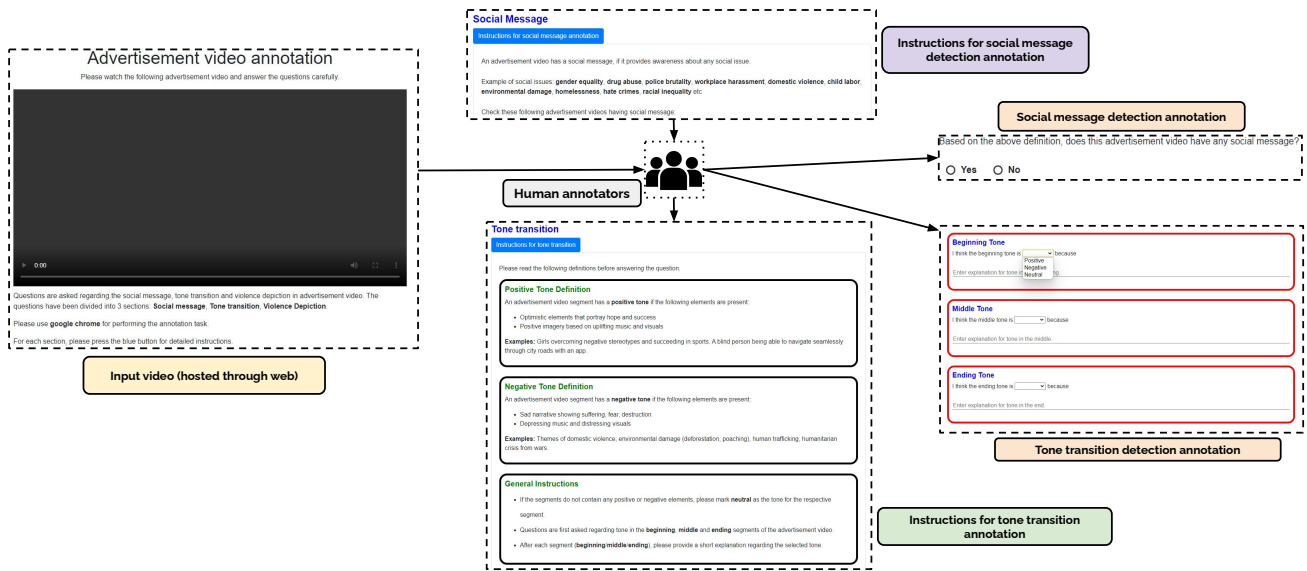 Advertisement video annotation
Please watch the following advertisement video and answer the questions carefully.
0:00
Questions are asked regarding the social message, tone transition and violence depiction in advertisement video. The
questions have been divided into 3 sections: Social message, Tone transition, Violence Depiction.
Please use google chrome for performing the annotation task
For each section, please press the blue button for detailed instructions.
Input video (hosted through web)
Social Message
Instructions for social message annotation
An advertisement video has a social message, if it provides awareness about any social issue.
Example of social issues: gender equality, drug abuse, police brutality, workplace harassment, domestic violence, child labor,
environmental damage, homelessness, hate crimes, racial inequality etc
Check these following advertisement videos having social message:
Instructions for social message
detection annotation
Human annotators
Social message detection annotation
Based on the above definition, does this advertisement video have any social message?
Yes No
Tone transition
Instructions for tone transition
Please read the following definitions before answering the question.
Positive Tone Definition
An advertisement video segment has a positive tone if the following elements are present:
• Optimistic elements that portray hope and success
• Positive imagery based on uplifting music and visuals
Examples: Girls overcoming negative stereotypes and succeeding in sports. A blind person being able to navigate seamlessly
through city roads with an app.
Negative Tone Definition
An advertisement video segment has a negative tone if the following elements are present:
• Sad narrative showing suffering, fear, destruction
• Depressing music and distressing visuals
Examples: Themes of domestic violence, environmental damage (deforestation, poaching), human trafficking, humanitarian
crisis from wars.
General Instructions
• If the segments do not contain any positive or negative elements, please mark neutral as the tone for the respective
segment.
• Questions are first asked regarding tone in the beginning, middle and ending segments of the advertisement video.
• After each segment (beginning/middle/ending), please provide a short explanation regarding the selected tone.
Instructions for tone transition
annotation
Beginning Tone
I think the beginning tone is because
Positive
Negative
Neutral
Enter explanation for tone in
Middle Tone
I think the middle tone is because
Enter explanation for tone in the middle.
Ending Tone
I think the ending tone is because
Enter explanation for tone in the end.
Tone transition detection annotation